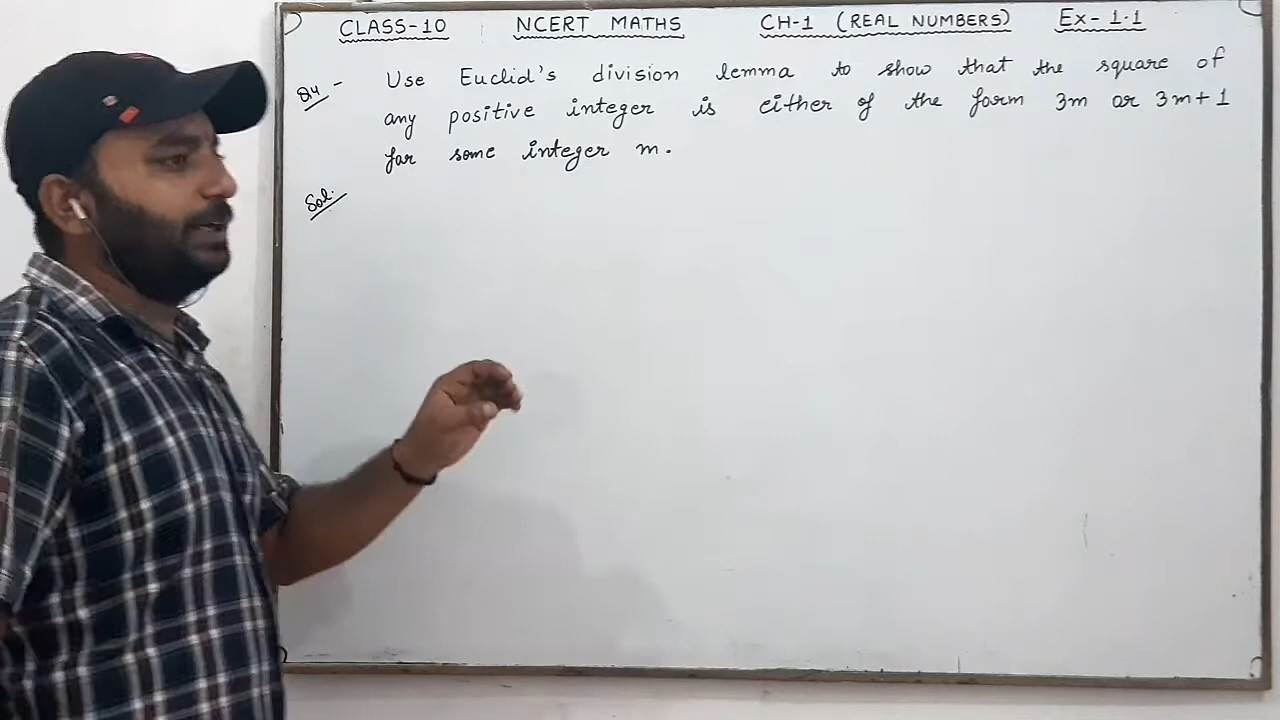 CLASS-10 NCERT MATHS CH-1 (REAL NUMBERS) Ex- 1.1
Q4 - Use Euclid's division lemma to show that the square of
any positive integer is either of the form 3m or 3m+1
for some integer m.
Sol.